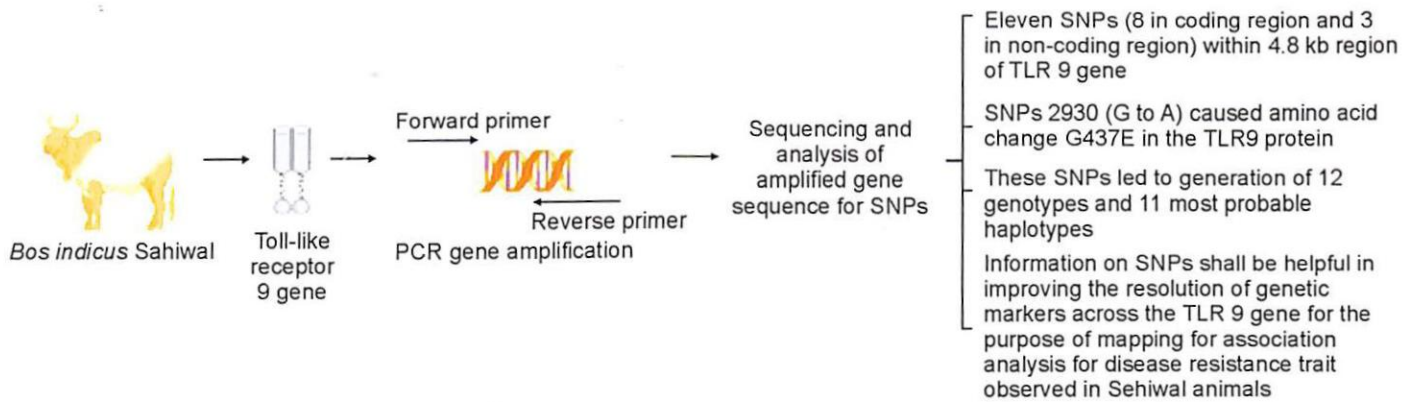 Bos indicus Sahiwal
Toll-like
receptor
9 gene
Forward primer
Reverse primer
PCR gene amplification
Sequencing and
analysis of
amplified gene
sequence for SNPs
Eleven SNPs (8 in coding region and 3
in non-coding region) within 4.8 kb region
of TLR 9 gene
SNPs 2930 (G to A) caused amino acid
change G437E in the TLR9 protein
These SNPs led to generation of 12
genotypes and 11 most probable
haplotypes
Information on SNPs shall be helpful in
improving the resolution of genetic
markers across the TLR 9 gene for the
purpose of mapping for association
analysis for disease resistance trait
observed in Sehiwal animals